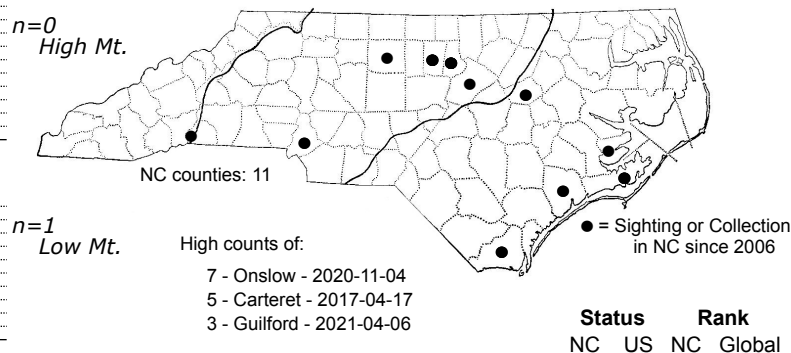 n=0
High Mt.
NC counties: 11
n=1
Low Mt.
High counts of:
7 - Onslow - 2020-11-04
5 - Carteret - 2017-04-17
3 - Guilford - 2021-04-06
● = Sighting or Collection
in NC since 2006
Status Rank
NC US NC Global